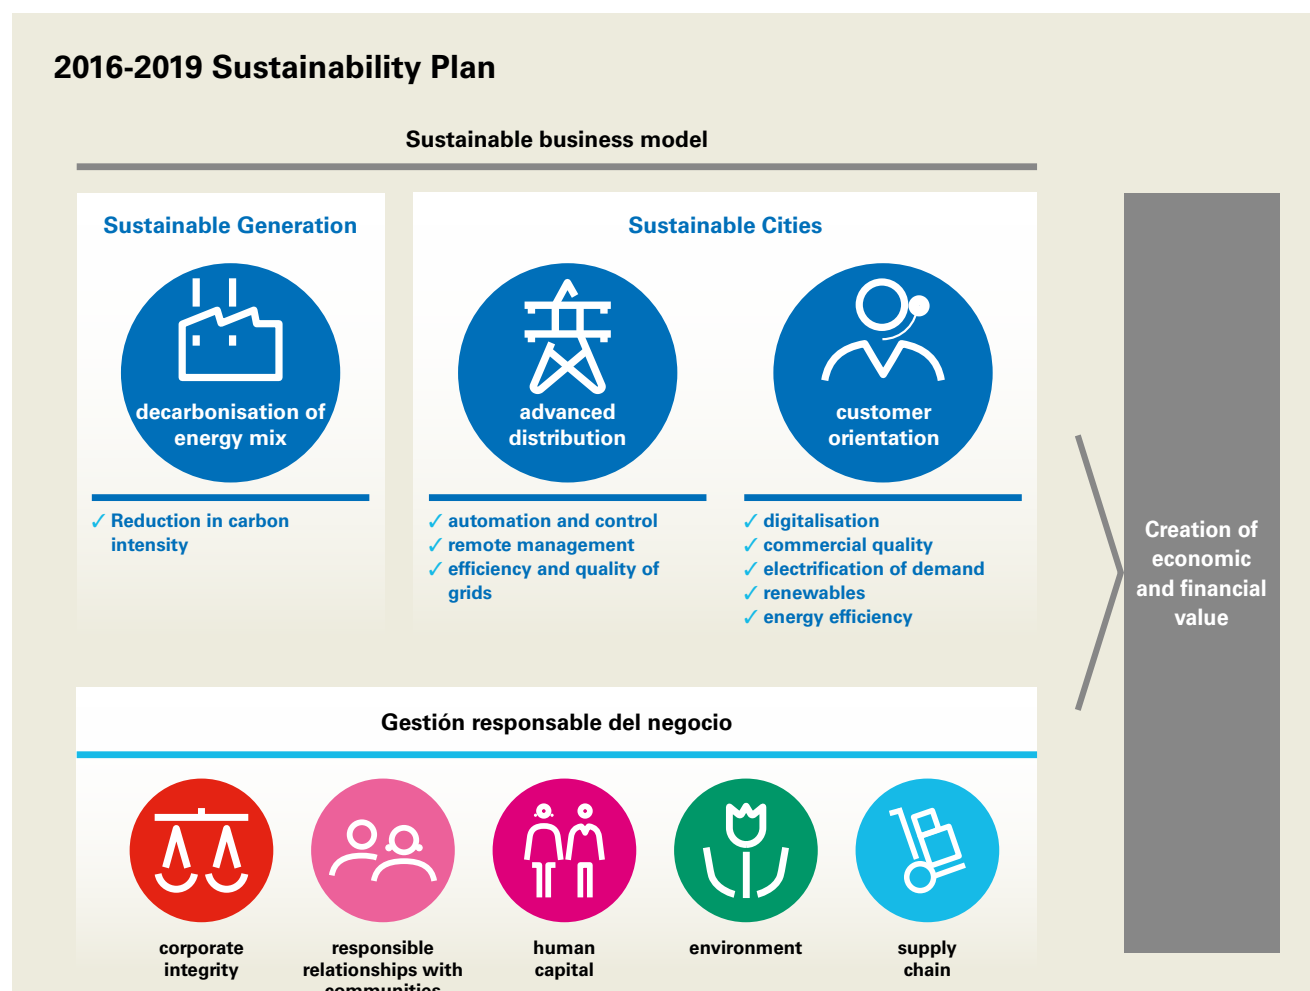 2016-2019 Sustainability Plan
Sustainable business model
Sustainable Generation
decarbonisation of
energy mix
✓ Reduction in carbon
intensity
Sustainable Cities
advanced
distribution
✓ automation and control
✓ remote management
✓ efficiency and quality of
grids
customer
orientation
✓ digitalisation
✓ commercial quality
✓ electrification of demand
✓ renewables
✓ energy efficiency
Creation of
economic
and financial
value
Gestión responsable del negocio
corporate
integrity
responsible
relationships with
communities
human
capital
environment
supply
chain